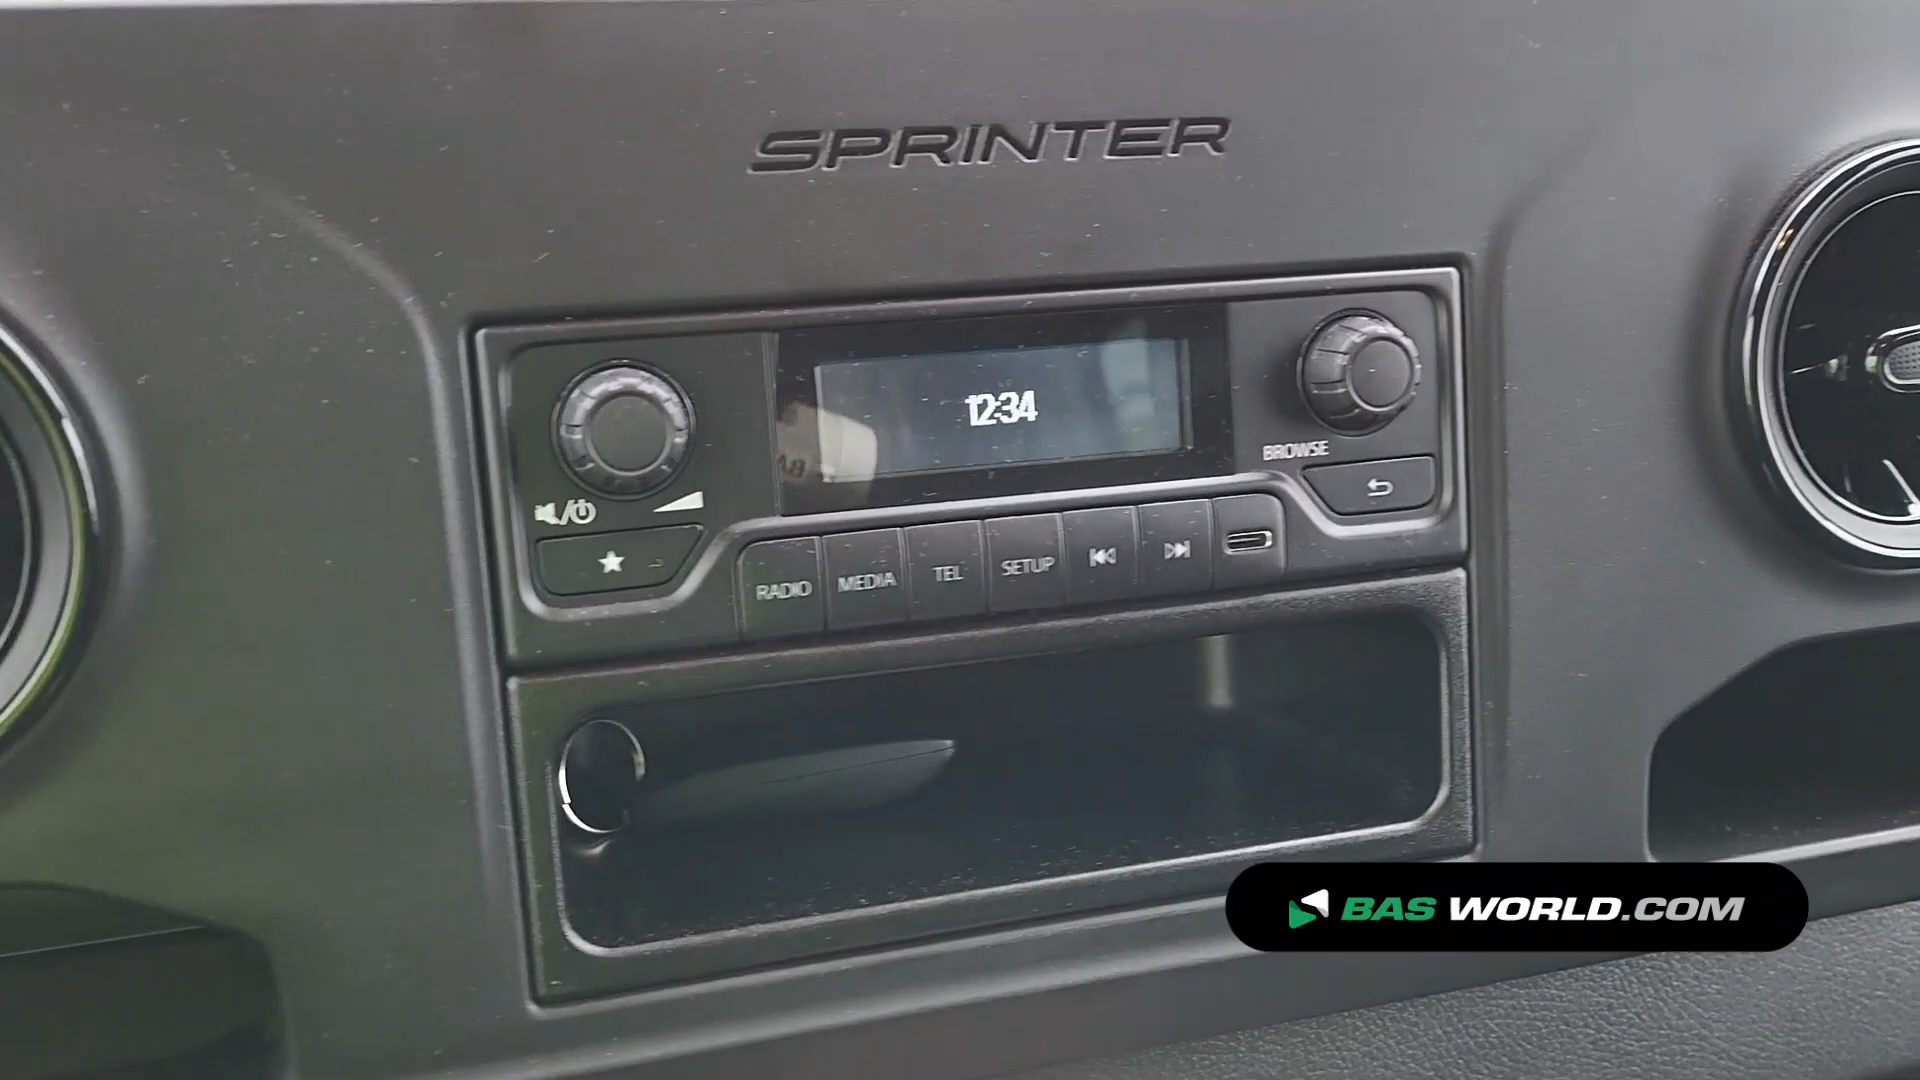 SPRINTER
12:34
BROWSE
RADIO MEDIA TEL SETUP
BAS WORLD.COM